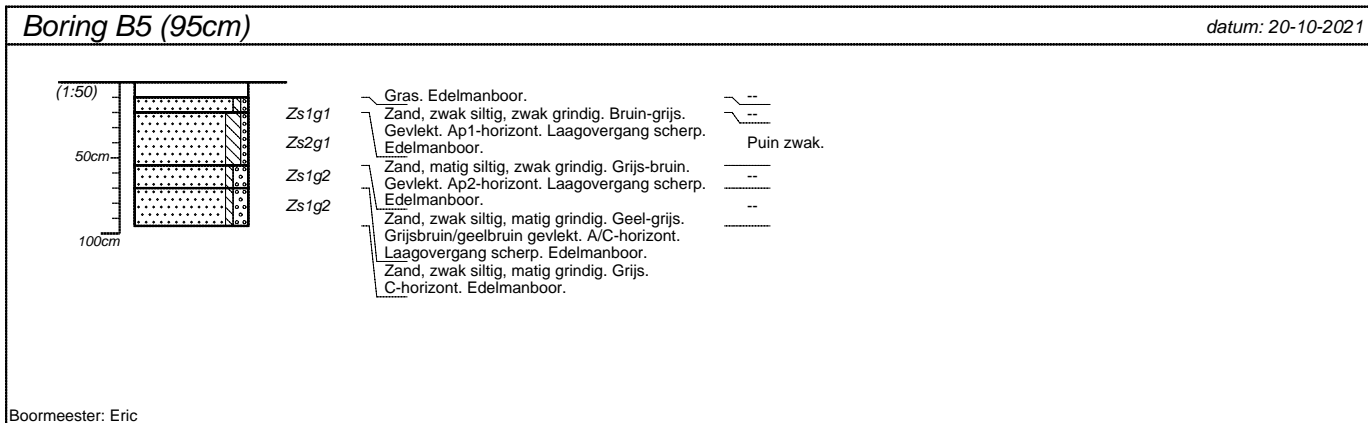 Boring B5 (95cm)
datum: 20-10-2021
(1:50)
50cm
100cm
Zs1g1
Zs2g1
Zs1g2
Zs1g2
Gras. Edelmanboor.
Zand, zwak siltig, zwak grindig. Bruin-grijs.
Gevlekt. Ap1-horizont. Laagovergang scherp.
Edelmanboor.
Zand, matig siltig, zwak grindig. Grijs-bruin.
Gevlekt. Ap2-horizont. Laagovergang scherp.
Edelmanboor.
Zand, zwak siltig, matig grindig. Geel-grijs.
Grijsbruin/geelbruin gevlekt. A/C-horizont.
Laagovergang scherp. Edelmanboor.
Zand, zwak siltig, matig grindig. Grijs.
C-horizont. Edelmanboor.
--
--
Puin zwak.
--
--
Boormeester: Eric